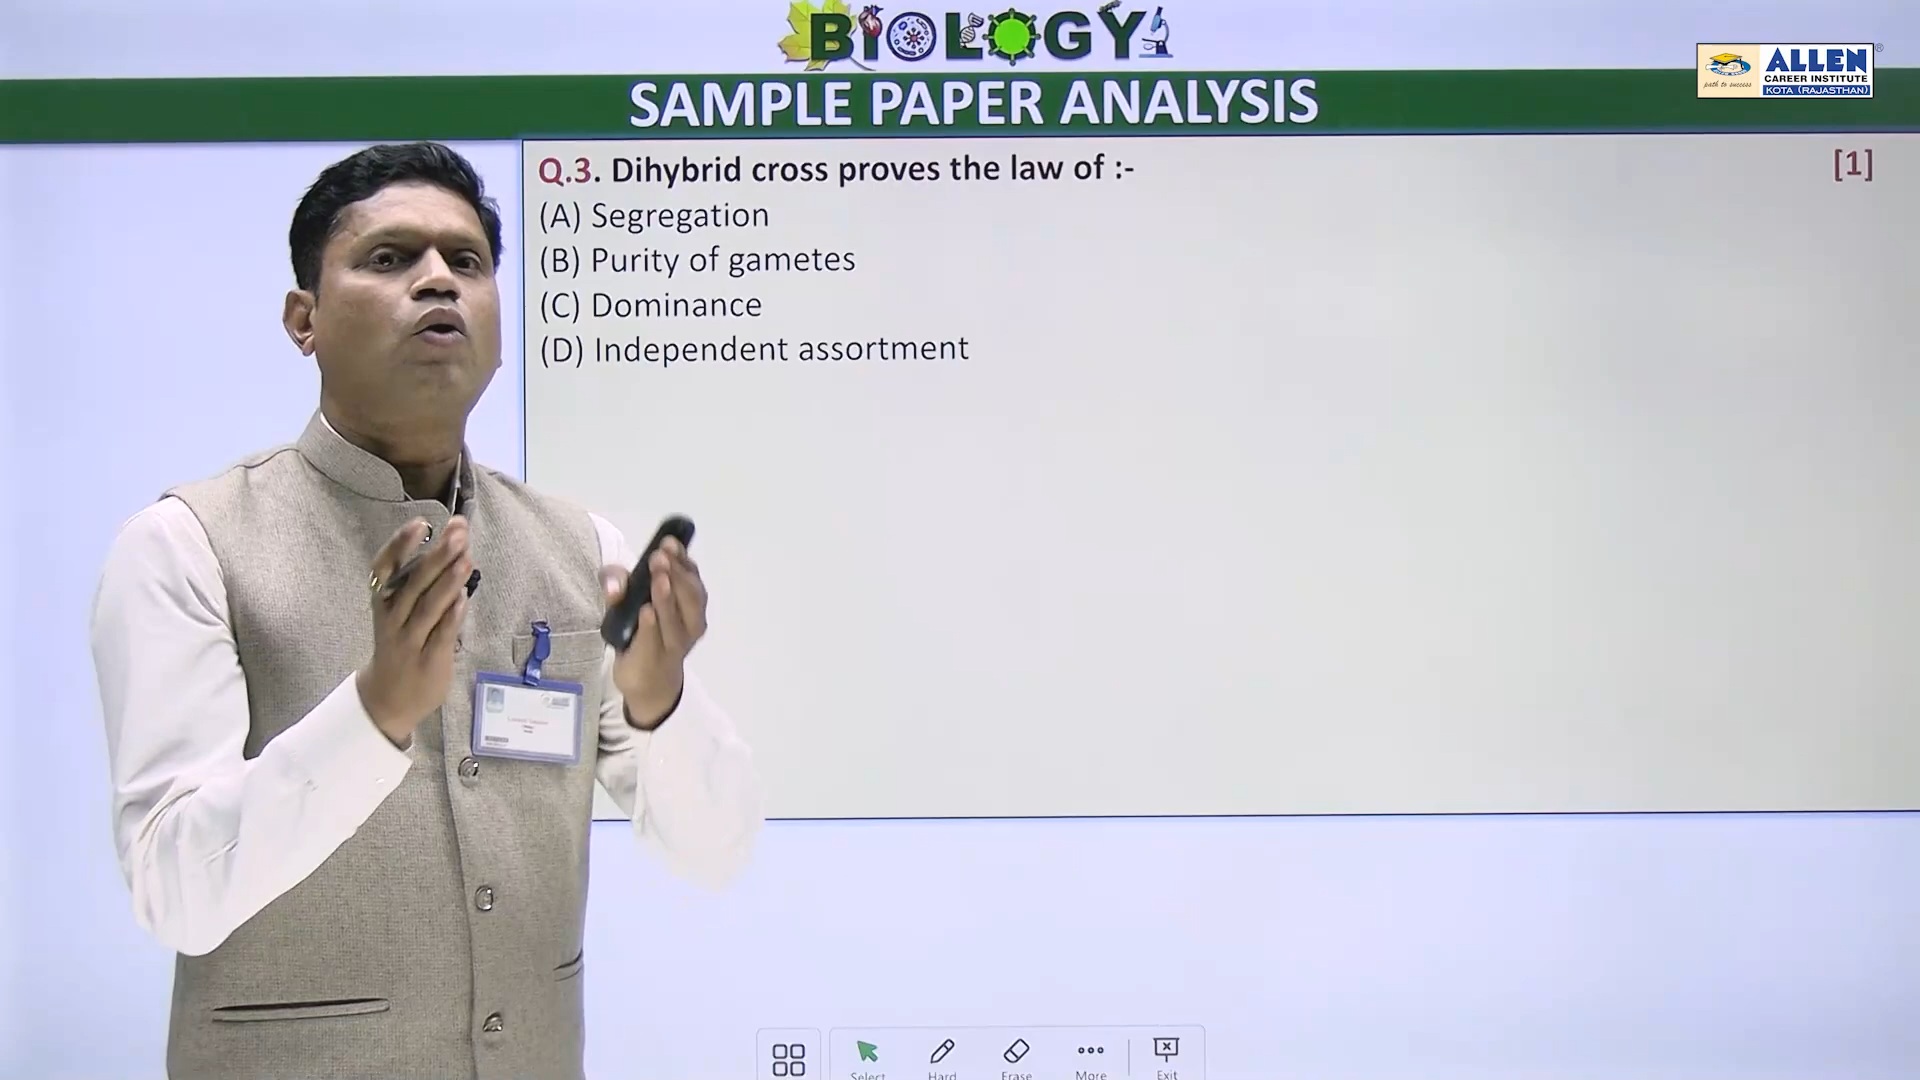 BIOLOGY
ALLEN
CAREER INSTITUTE
KOTA (RAJASTHAN)
path to success
®
SAMPLE PAPER ANALYSIS
Q.3. Dihybrid cross proves the law of :- [1]
(A) Segregation
(B) Purity of gametes
(C) Dominance
(D) Independent assortment
Select Hard Erase More Exit